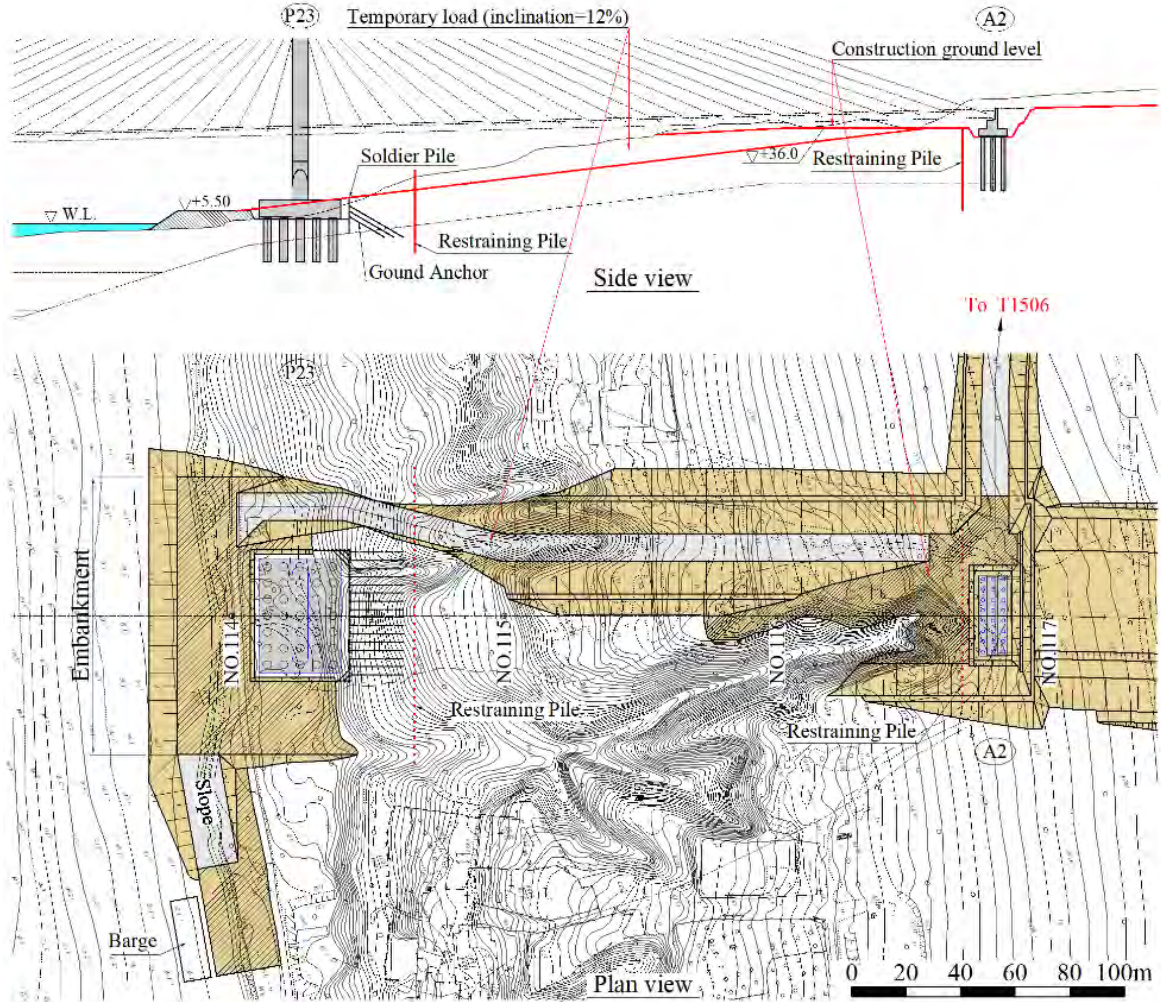 P23
Temporary load (inclination=12%)
A2
Construction ground level
Soldier Pile
▽+36.0
Restraining Pile
▽ W.L.
▽+5.50
Restraining Pile
Gound Anchor
Side view
To T1506
P23
Embankment
NO.114
NO.115
NO.116
NO.117
Restraining Pile
Restraining Pile
A2
Slope
Barge
Plan view
0 20 40 60 80 100m